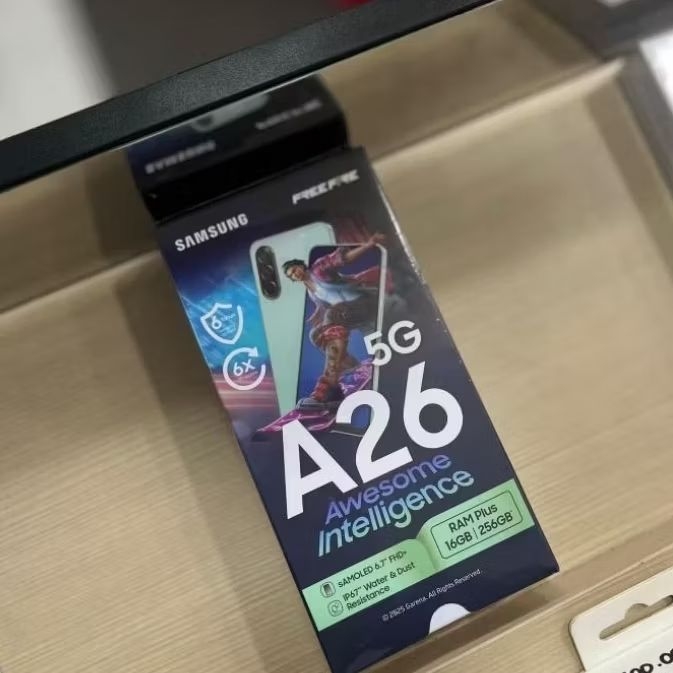 FREE FIRE
SAMSUNG
6
6X
5G
A26
Awesome
Intelligence
RAM Plus
16GB | 256GB
sAMOLED 6.7" FHD+
IP67* Water & Dust
Resistance
© 2025 Garena. All Rights Reserved.